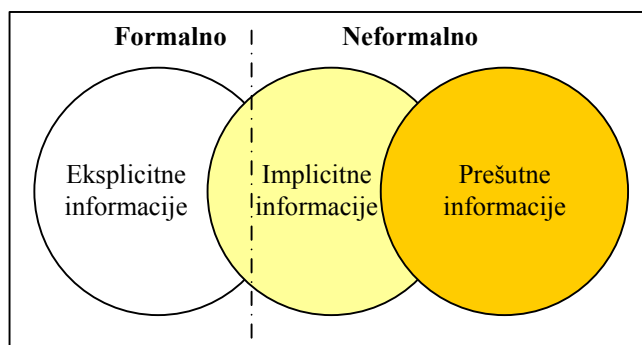 Formalno
Neformalno
Eksplicitne
informacije
Implicitne
informacije
Prešutne
informacije